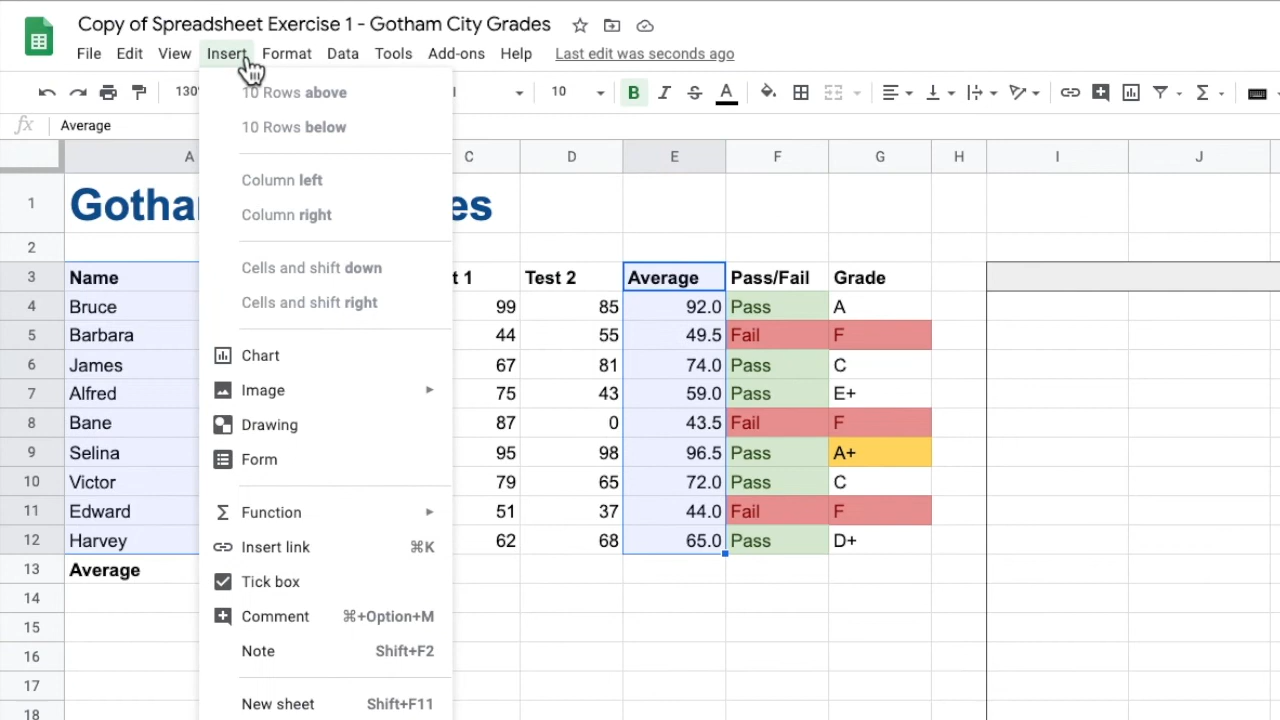 Copy of Spreadsheet Exercise 1 - Gotham City Grades
File Edit View Insert Format Data Tools Add-ons Help Last edit was seconds ago
130 10 B I S A Σ
fx Average
A C D E F G H I J
1 Gotha es
2
3 Name t 1 Test 2 Average Pass/Fail Grade
4 Bruce 99 85 92.0 Pass A
5 Barbara 44 55 49.5 Fail F
6 James 67 81 74.0 Pass C
7 Alfred 75 43 59.0 Pass E+
8 Bane 87 0 43.5 Fail F
9 Selina 95 98 96.5 Pass A+
10 Victor 79 65 72.0 Pass C
11 Edward 51 37 44.0 Fail F
12 Harvey 62 68 65.0 Pass D+
13 Average
14
15
16
17
18
10 Rows above
10 Rows below
Column left
Column right
Cells and shift down
Cells and shift right
Chart
Image
Drawing
Form
Σ Function
Insert link ⌘K
Tick box
Comment ⌘+Option+M
Note Shift+F2
New sheet Shift+F11